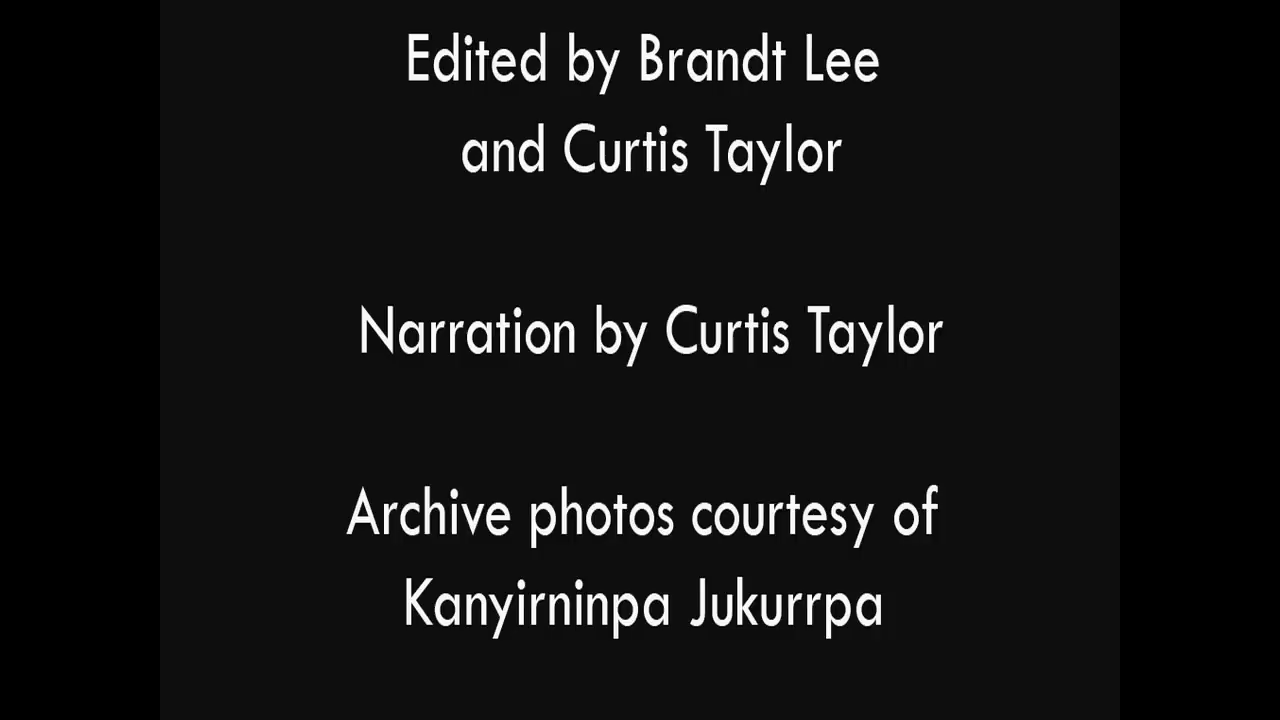 Edited by Brandt Lee
and Curtis Taylor
Narration by Curtis Taylor
Archive photos courtesy of
Kanyirninpa Jukurrpa